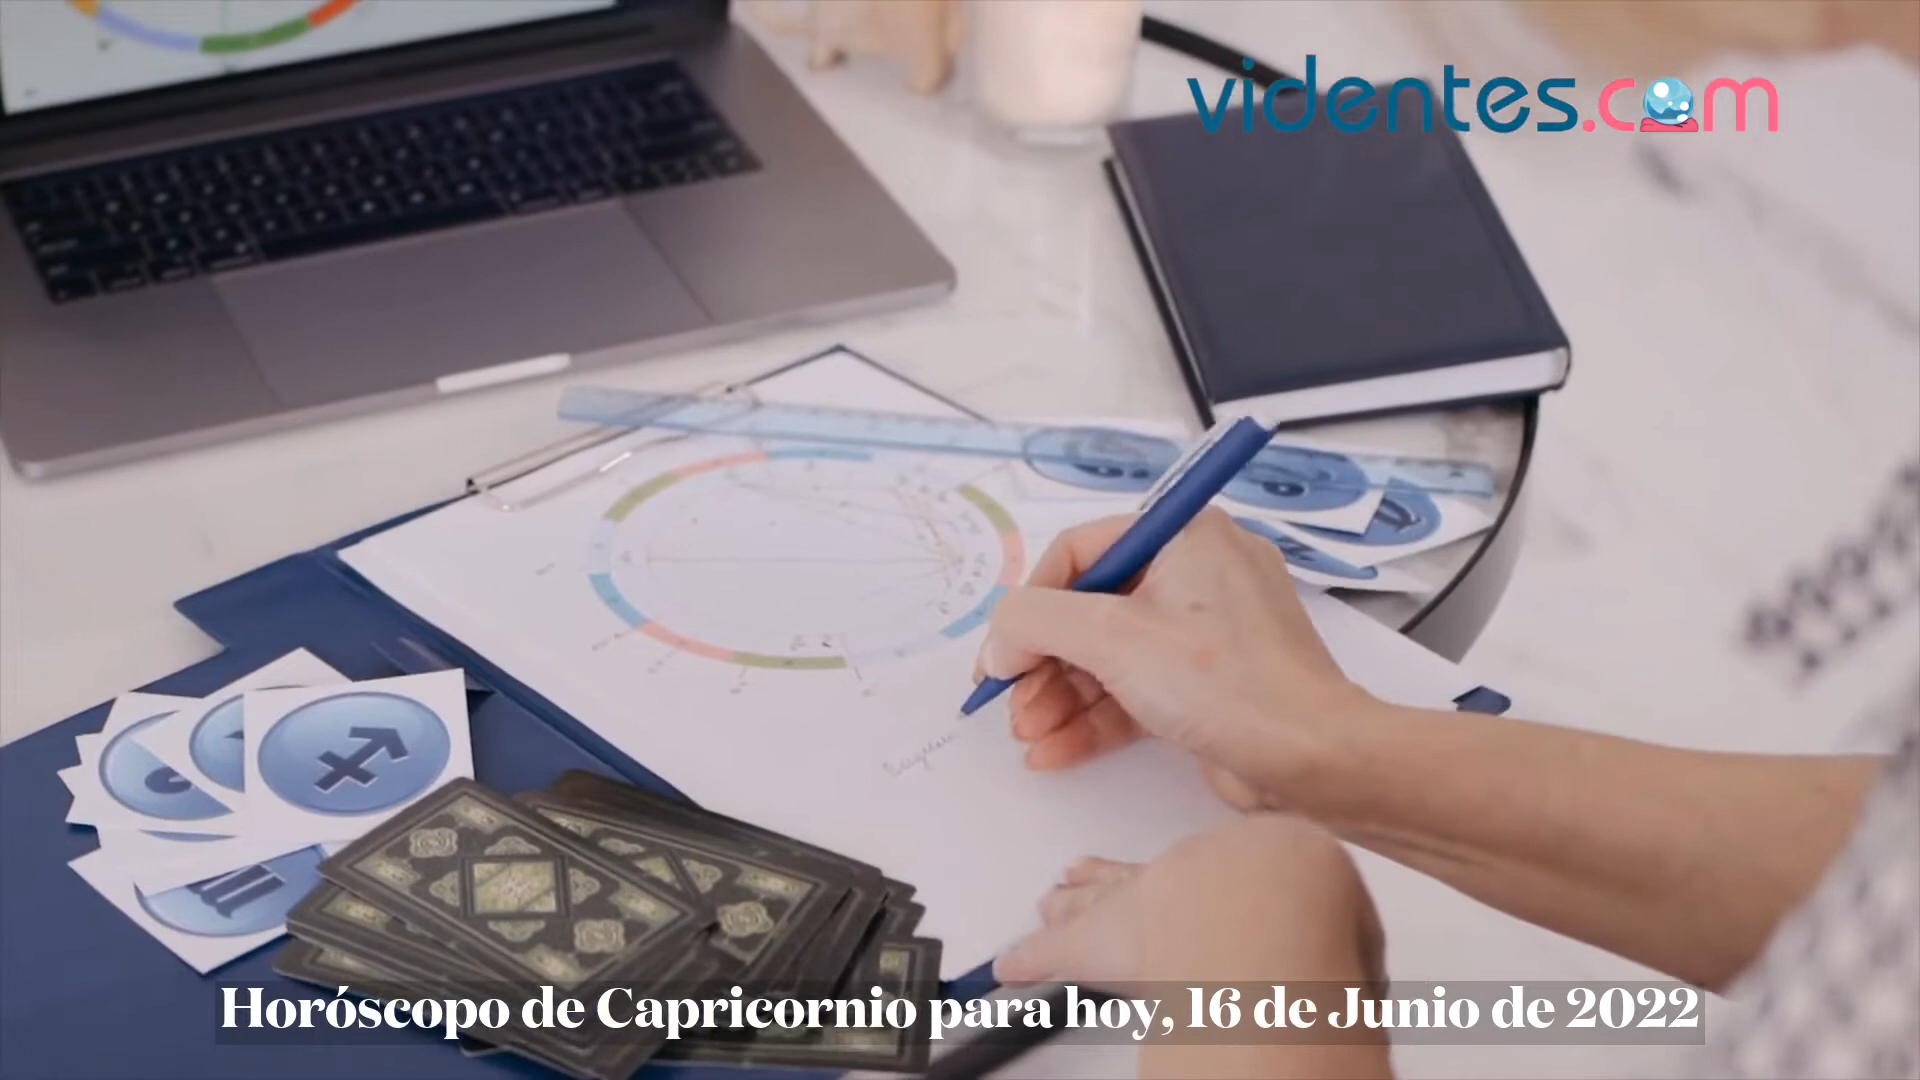 videntes.com
Horóscopo de Capricornio para hoy, 16 de Junio de 2022